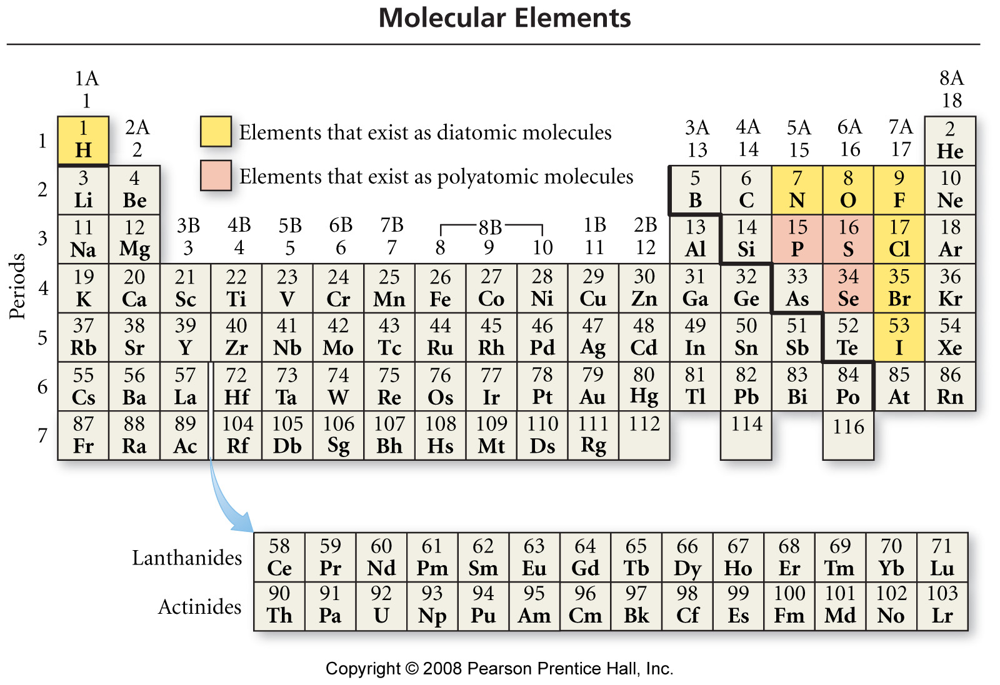 Molecular Elements
1A 8A
1 18
1 2A Elements that exist as diatomic molecules 3A 4A 5A 6A 7A 2
1 H 2 13 14 15 16 17 He
Elements that exist as polyatomic molecules
3 4 5 6 7 8 9 10
2 Li Be B C N O F Ne
11 12 3B 4B 5B 6B 7B 8B 1B 2B 13 14 15 16 17 18
3 Na Mg 3 4 5 6 7 8 9 10 11 12 Al Si P S Cl Ar
19 20 21 22 23 24 25 26 27 28 29 30 31 32 33 34 35 36
4 K Ca Sc Ti V Cr Mn Fe Co Ni Cu Zn Ga Ge As Se Br Kr
Periods
37 38 39 40 41 42 43 44 45 46 47 48 49 50 51 52 53 54
5 Rb Sr Y Zr Nb Mo Tc Ru Rh Pd Ag Cd In Sn Sb Te I Xe
55 56 57 72 73 74 75 76 77 78 79 80 81 82 83 84 85 86
6 Cs Ba La Hf Ta W Re Os Ir Pt Au Hg Tl Pb Bi Po At Rn
87 88 89 104 105 106 107 108 109 110 111 112 114 116
7 Fr Ra Ac Rf Db Sg Bh Hs Mt Ds Rg
58 59 60 61 62 63 64 65 66 67 68 69 70 71
Lanthanides Ce Pr Nd Pm Sm Eu Gd Tb Dy Ho Er Tm Yb Lu
90 91 92 93 94 95 96 97 98 99 100 101 102 103
Actinides Th Pa U Np Pu Am Cm Bk Cf Es Fm Md No Lr
Copyright © 2008 Pearson Prentice Hall, Inc.